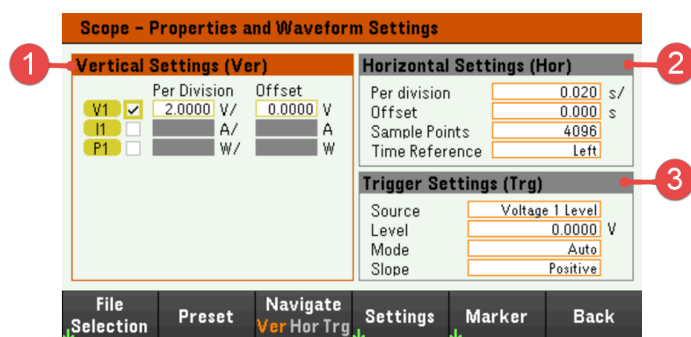 Scope - Properties and Waveform Settings
1
Vertical Settings (Ver)
Per Division Offset
V1 2.0000 V/ 0.0000 V
I1 A/ A
P1 W/ W
2
Horizontal Settings (Hor)
Per division 0.020 s/
Offset 0.000 s
Sample Points 4096
Time Reference Left
3
Trigger Settings (Trg)
Source Voltage 1 Level
Level 0.0000 V
Mode Auto
Slope Positive
File
Selection
Preset
Navigate
Ver Hor Trg
Settings
Marker
Back